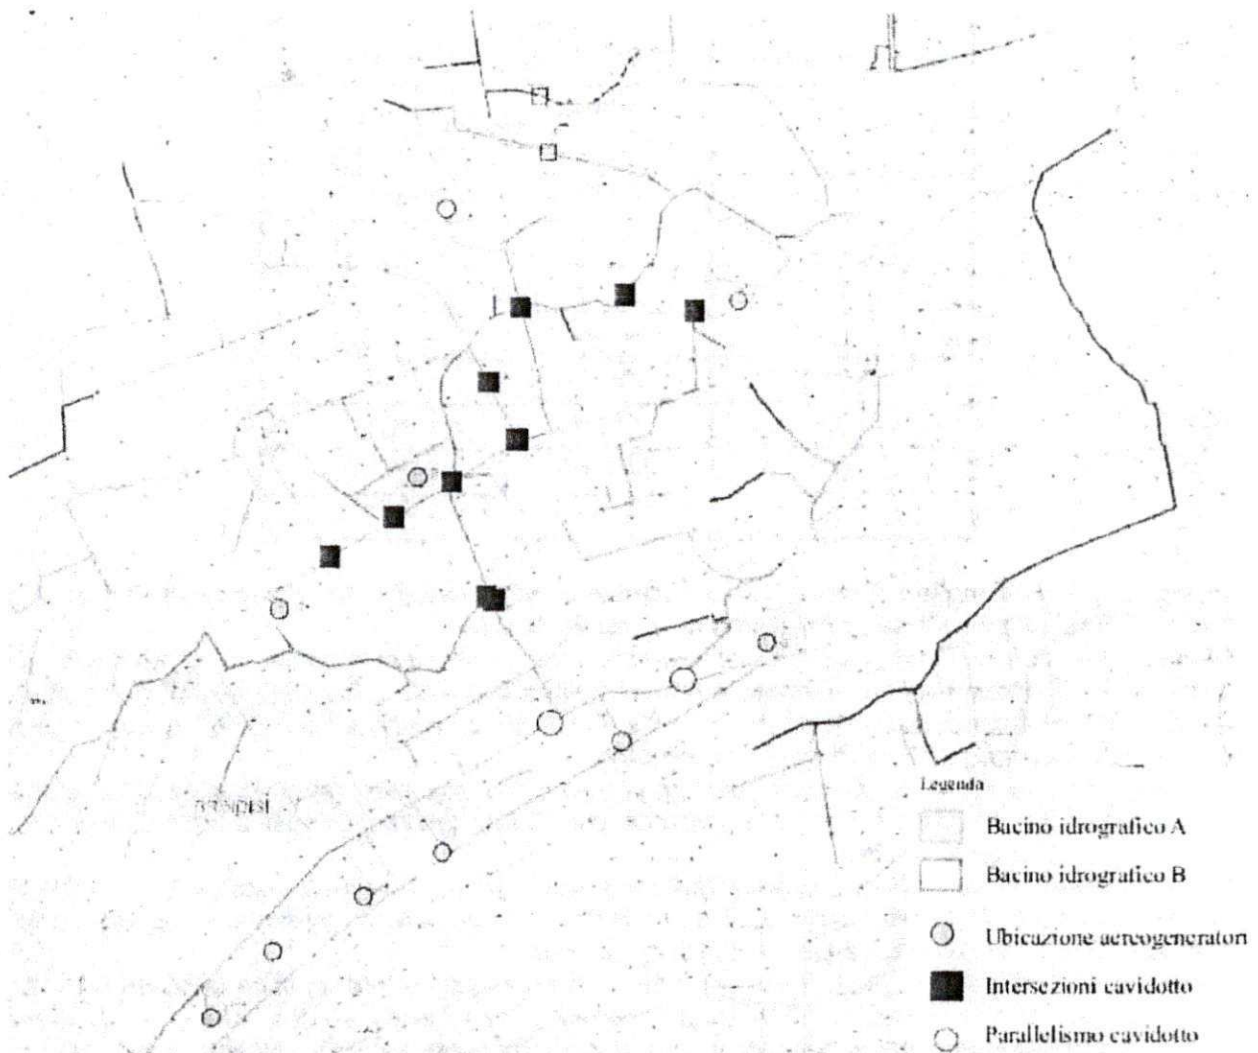 Legenda
Bacino idrografico A
Bacino idrografico B
Ubicazione aereogeneratori
Intersezioni cavidotto
Parallelismo cavidotto